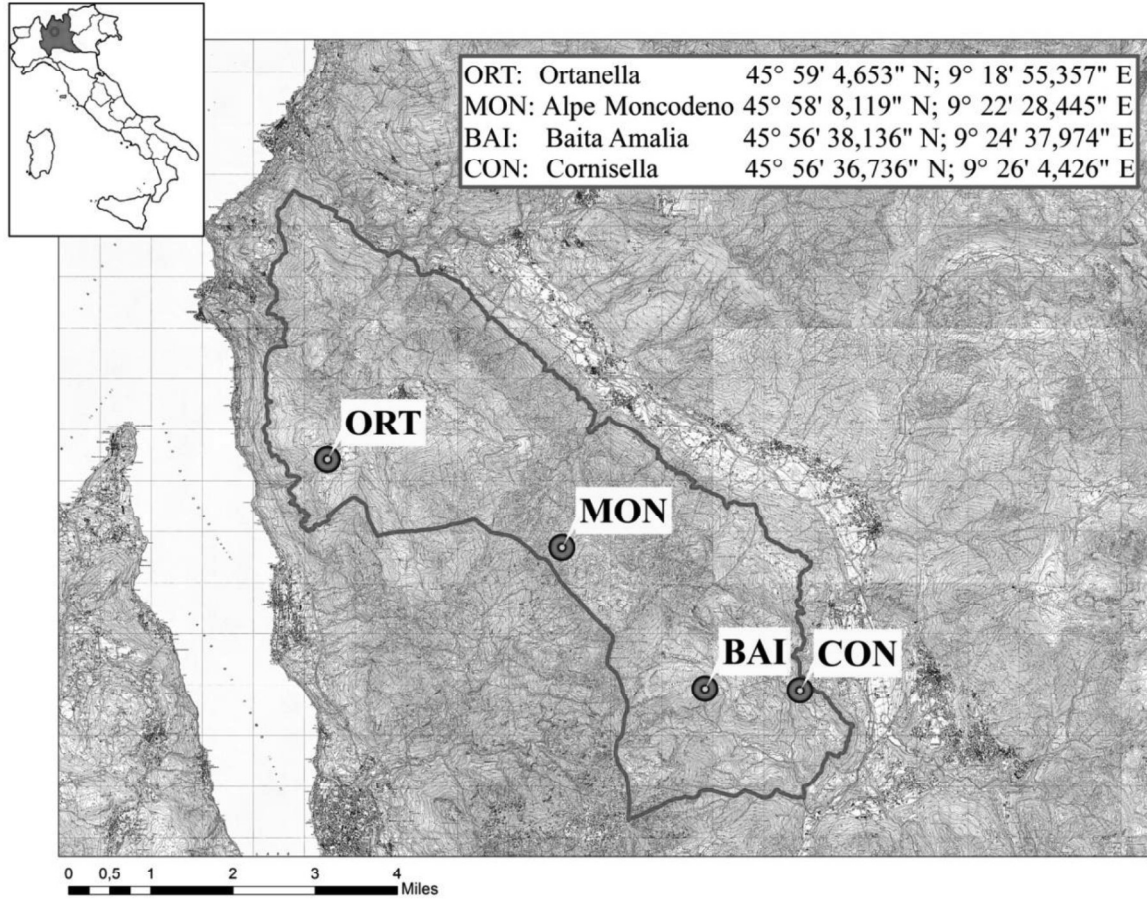 ORT: Ortanella 45° 59' 4,653" N; 9° 18' 55,357" E
MON: Alpe Moncodeno 45° 58' 8,119" N; 9° 22' 28,445" E
BAI: Baita Amalia 45° 56' 38,136" N; 9° 24' 37,974" E
CON: Cornisella 45° 56' 36,736" N; 9° 26' 4,426" E
ORT
MON
BAI
CON
0 0,5 1 2 3 4
Miles